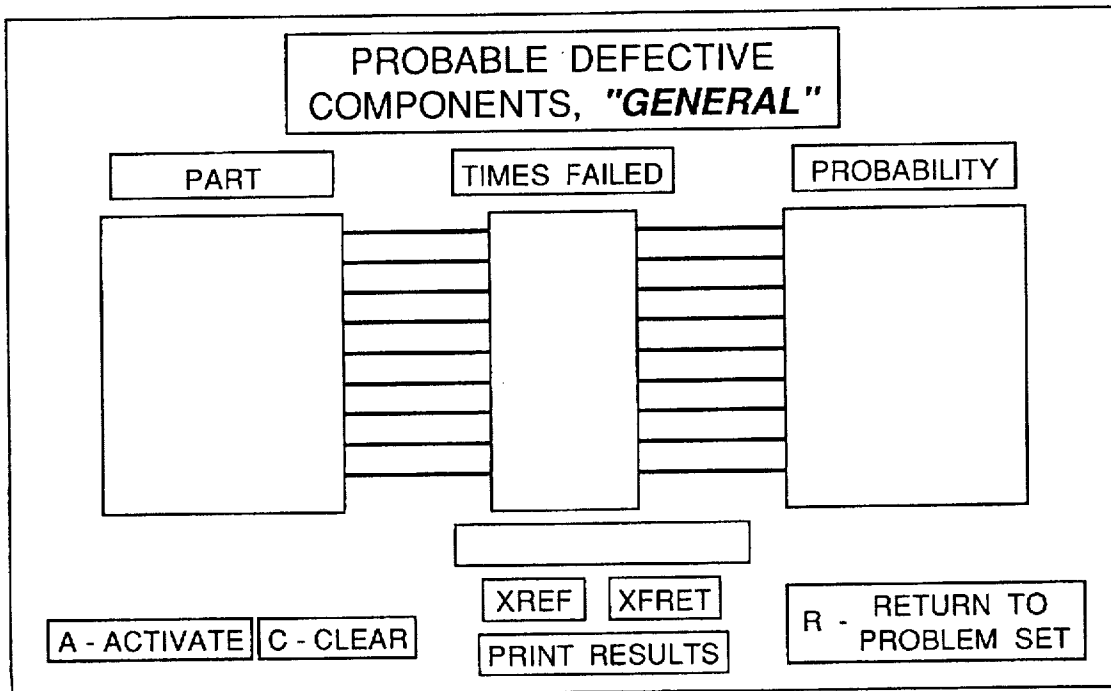 PROBABLE DEFECTIVE
COMPONENTS, "GENERAL"
PART
TIMES FAILED
PROBABILITY
XREF
XFRET
A - ACTIVATE
C - CLEAR
PRINT RESULTS
R - RETURN TO
PROBLEM SET